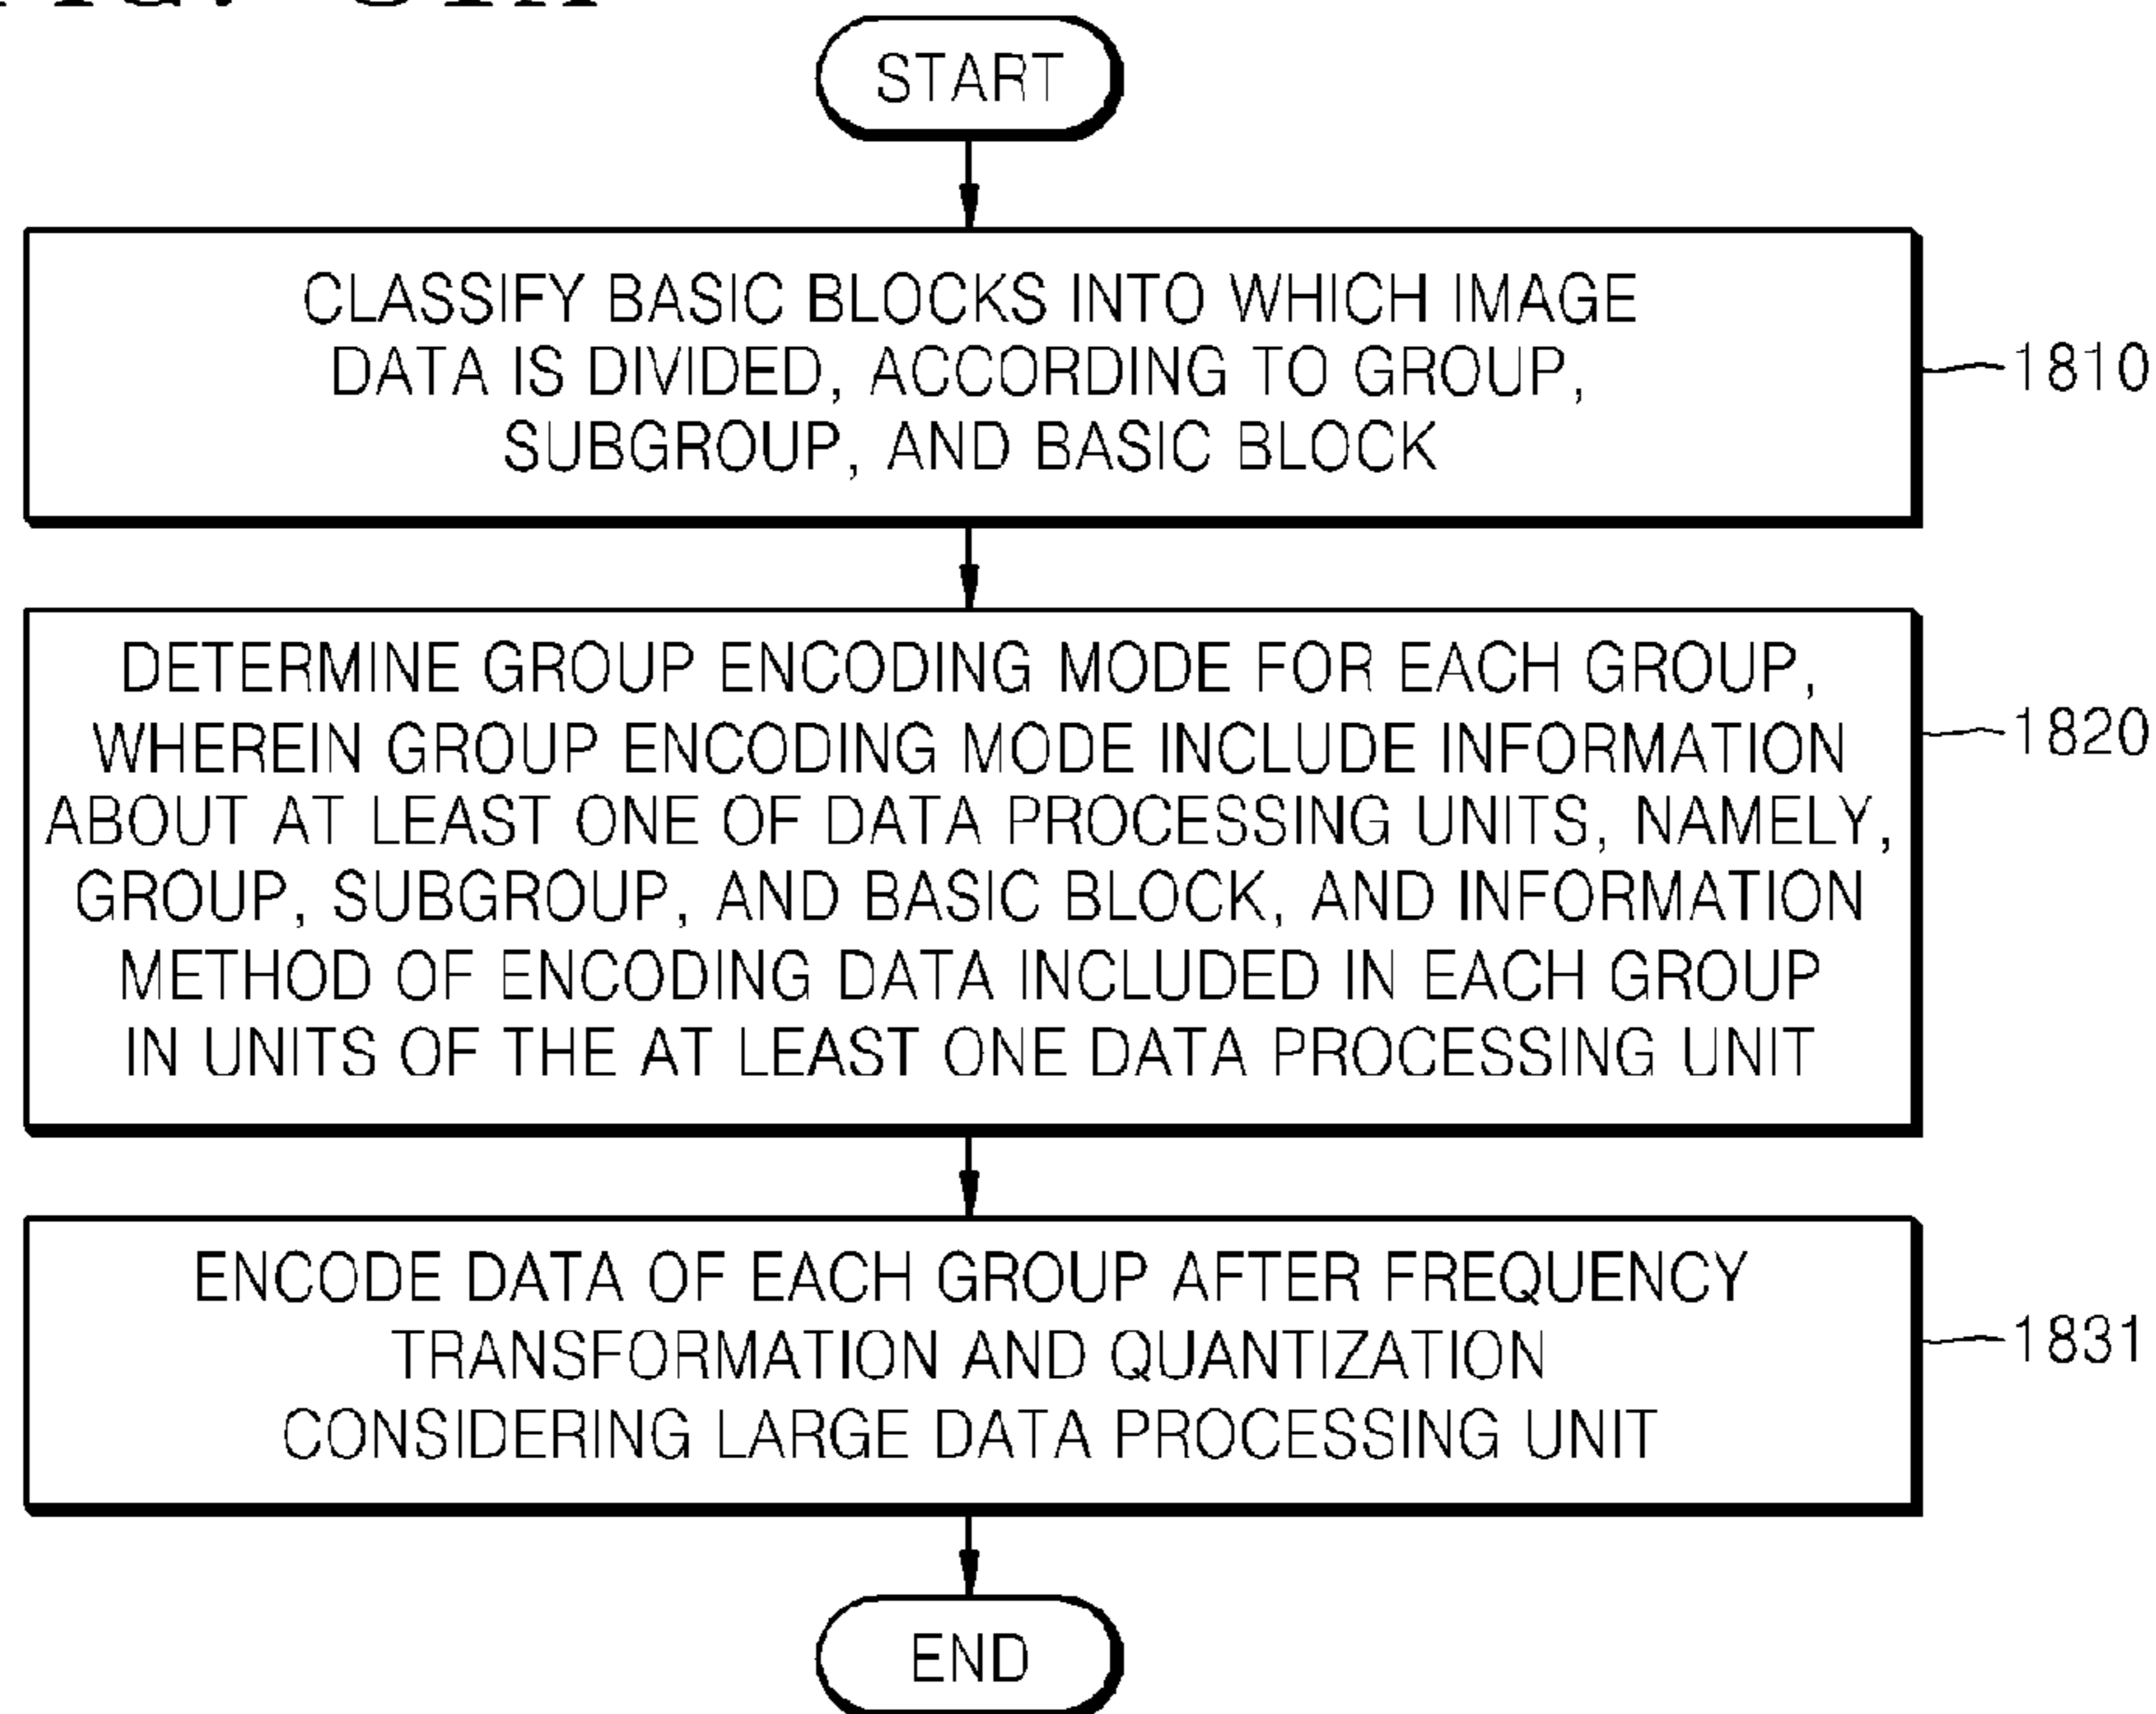 START
CLASSIFY BASIC BLOCKS INTO WHICH IMAGE
DATA IS DIVIDED, ACCORDING TO GROUP,
SUBGROUP, AND BASIC BLOCK
1810
DETERMINE GROUP ENCODING MODE FOR EACH GROUP,
WHEREIN GROUP ENCODING MODE INCLUDE INFORMATION
ABOUT AT LEAST ONE OF DATA PROCESSING UNITS, NAMELY,
GROUP, SUBGROUP, AND BASIC BLOCK, AND INFORMATION
METHOD OF ENCODING DATA INCLUDED IN EACH GROUP
IN UNITS OF THE AT LEAST ONE DATA PROCESSING UNIT
1820
ENCODE DATA OF EACH GROUP AFTER FREQUENCY
TRANSFORMATION AND QUANTIZATION
CONSIDERING LARGE DATA PROCESSING UNIT
1831
END